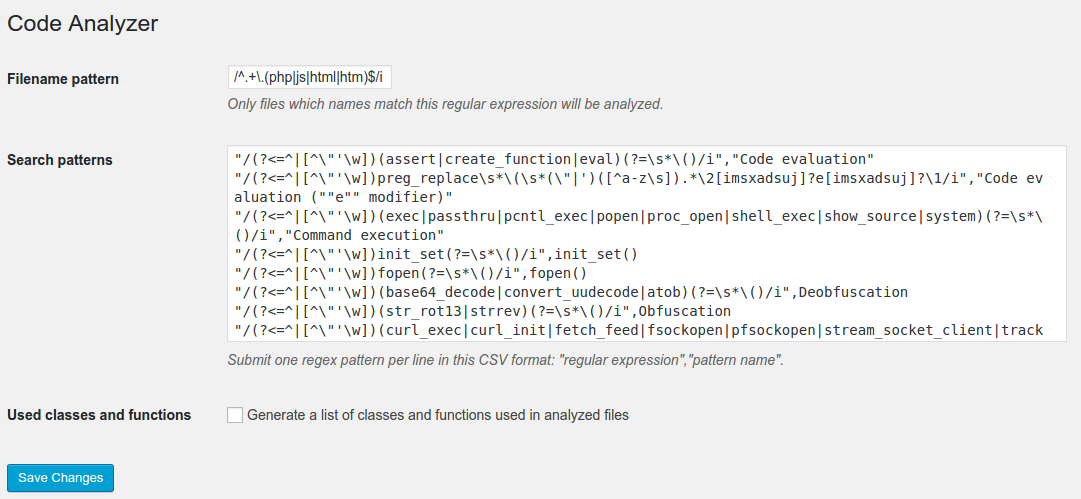 Code Analyzer
Filename pattern
/^.+\.(php|js|html|htm)$/i
Only files which names match this regular expression will be analyzed.
Search patterns
"/(?<=^|[^\"'\w])(assert|create_function|eval)(?=\s*\()/i","Code evaluation"
"/(?<=^|[^\"'\w])preg_replace\s*\(\s*(\"|')([^a-z\s]).*\2[imsxadsuj]?e[imsxadsuj]?\1/i","Code ev
aluation (""e"" modifier)"
"/(?<=^|[^\"'\w])(exec|passthru|pcntl_exec|popen|proc_open|shell_exec|show_source|system)(?=\s*\
()/i","Command execution"
"/(?<=^|[^\"'\w])init_set(?=\s*\()/i",init_set()
"/(?<=^|[^\"'\w])fopen(?=\s*\()/i",fopen()
"/(?<=^|[^\"'\w])(base64_decode|convert_uudecode|atob)(?=\s*\()/i",Deobfuscation
"/(?<=^|[^\"'\w])(str_rot13|strrev)(?=\s*\()/i",Obfuscation
"/(?<=^|[^\"'\w])(curl_exec|curl_init|fetch_feed|fsockopen|pfsockopen|stream_socket_client|track
Submit one regex pattern per line in this CSV format: "regular expression","pattern name".
Used classes and functions
Generate a list of classes and functions used in analyzed files
Save Changes